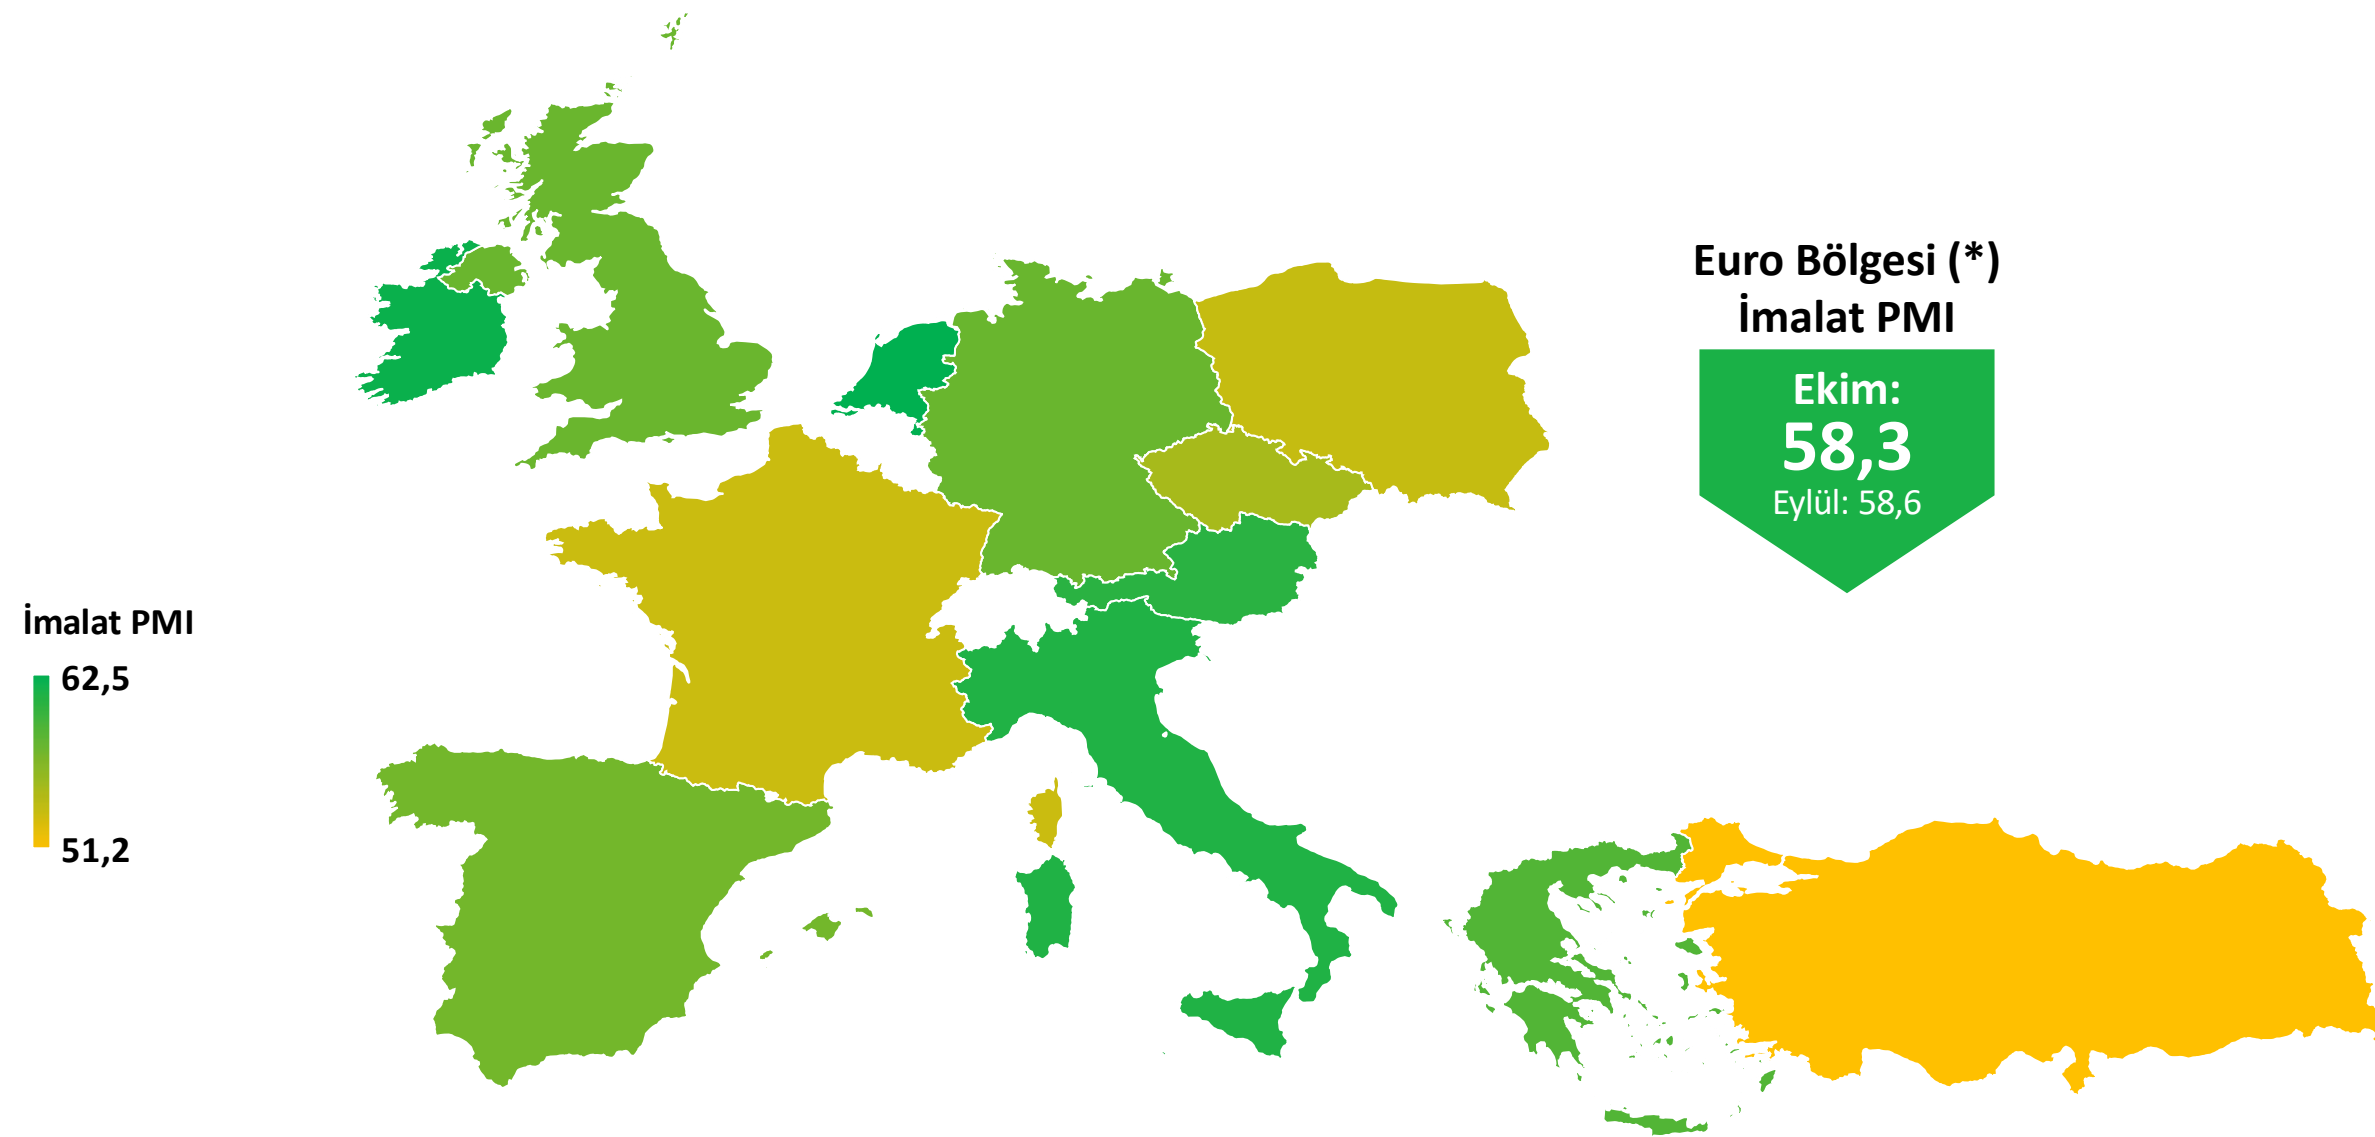 Euro Bölgesi (*)
İmalat PMI
Ekim:
58,3
Eylül: 58,6
İmalat PMI
62,5
51,2